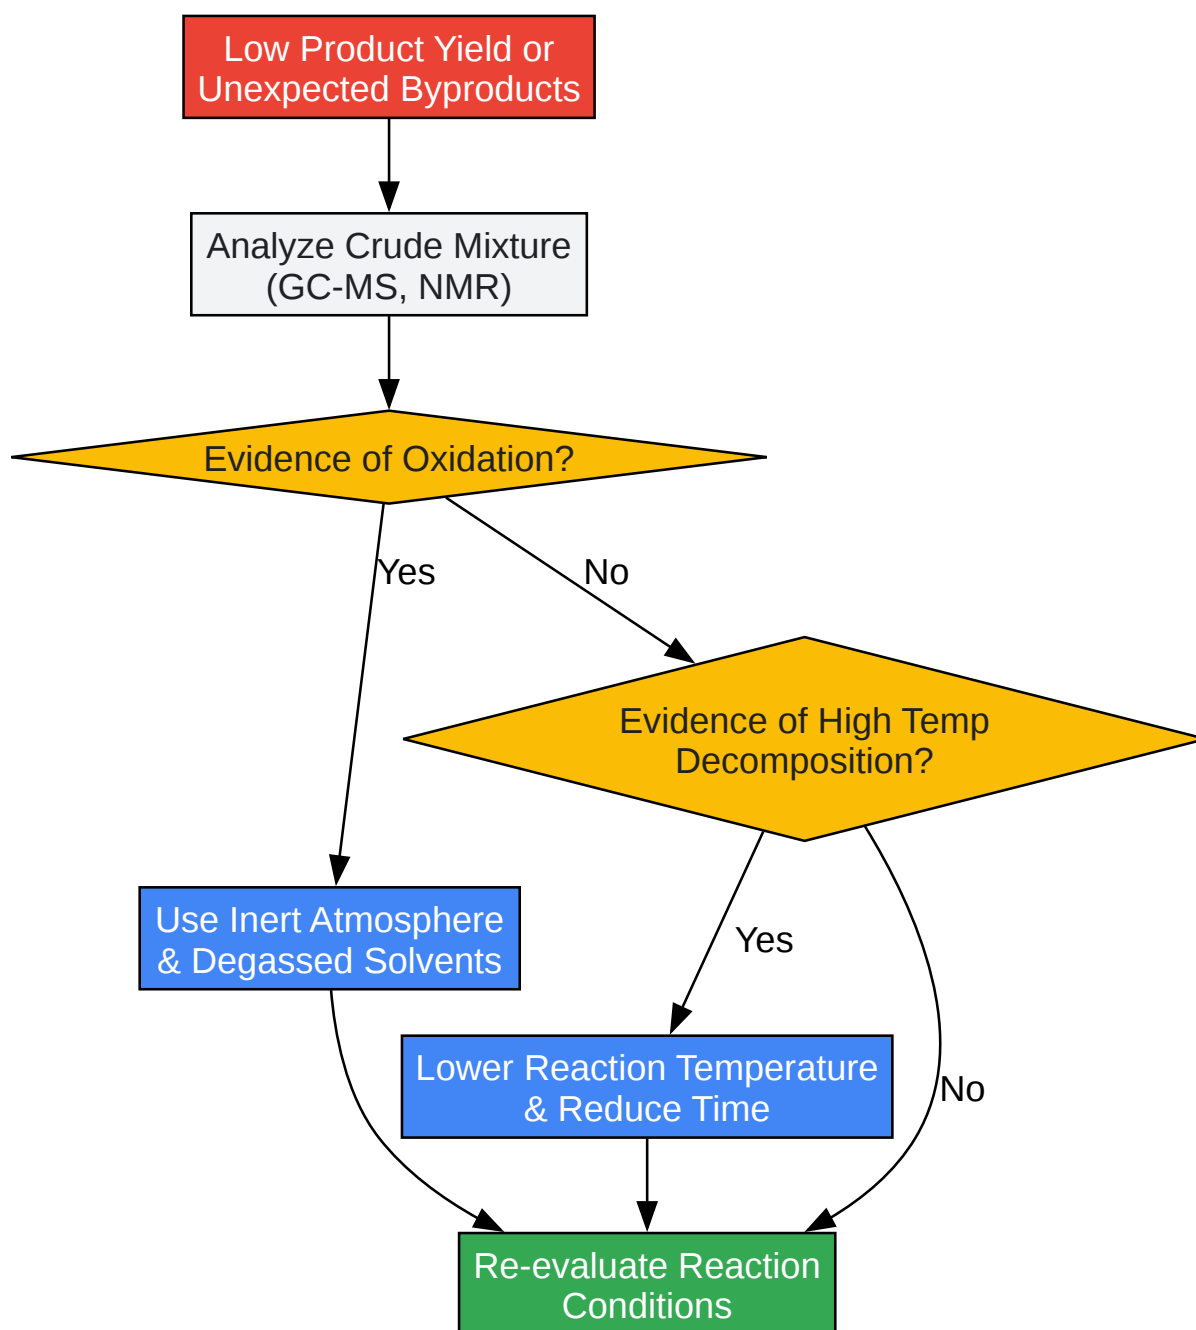 Low Product Yield or
Unexpected Byproducts
Analyze Crude Mixture
(GC-MS, NMR)
Evidence of Oxidation?
Yes
No
Evidence of High Temp
Decomposition?
Use Inert Atmosphere
& Degassed Solvents
Yes
Lower Reaction Temperature
& Reduce Time
No
Re-evaluate Reaction
Conditions